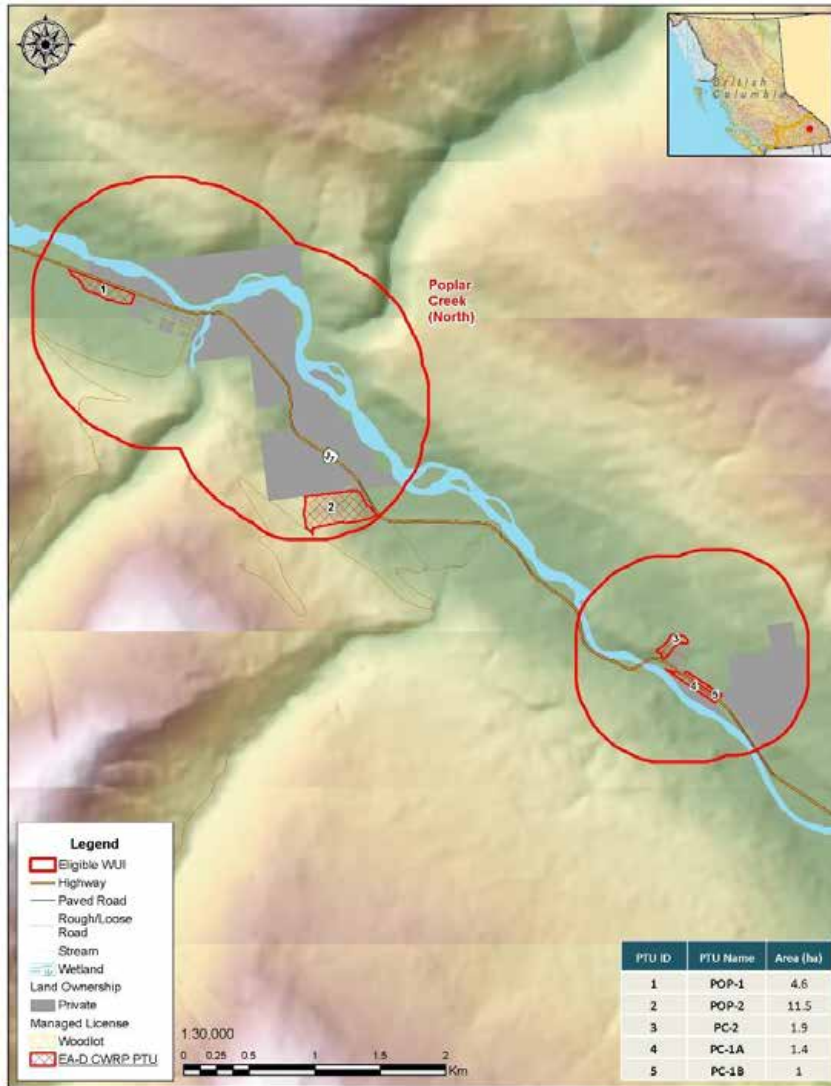 British
Columbia
Poplar
Creek
(North)
1
31
2
3
4
5
Legend
Eligible WUI
Highway
Paved Road
Rough/Loose
Road
Stream
Wetland
Land Ownership
Private
Managed License
Woodlot
EA-D CWRP PTU
1:30,000
0 0.25 0.5 1 1.5 2
Km
PTU ID PTU Name Area (ha)
1 POP-1 4.6
2 POP-2 11.5
3 PC-2 1.9
4 PC-1A 1.4
5 PC-1B 1